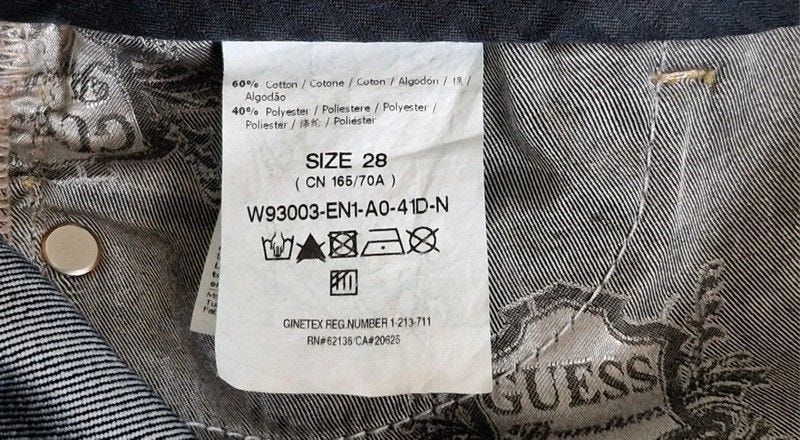 60% Cotton / Cotone / Coton / Algodón / 棉 /
Algodão
40% Polyester / Poliestere / Polyester /
Poliester / 涤纶 / Poliéster
SIZE 28
( CN 165/70A )
W93003-EN1-A0-41D-N
GINETEX REG.NUMBER 1-213-711
RN#62136/CA#20625
GUESS